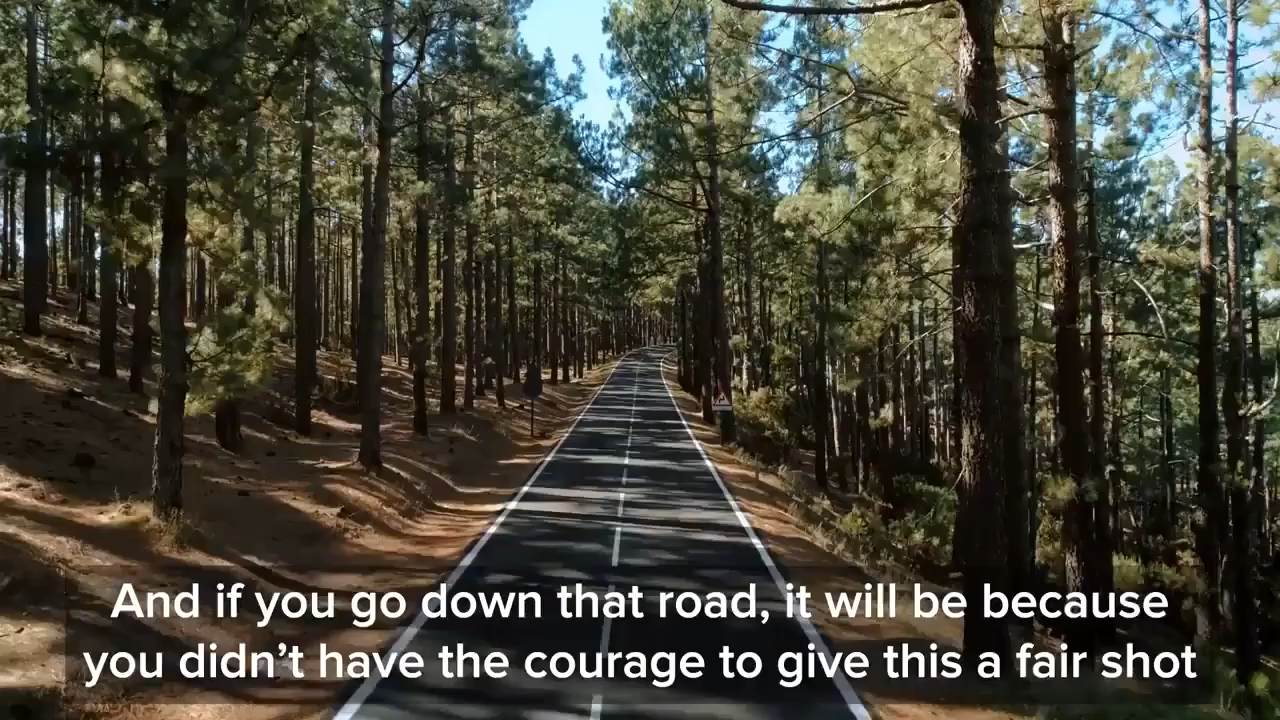 And if you go down that road, it will be because
you didn’t have the courage to give this a fair shot